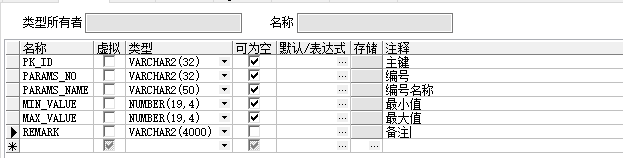 类型所有者 名称
名称 虚拟 类型 可为空 默认/表达式 存储 注释
PK_ID VARCHAR2(32) ... 主键
PARAMS_NO VARCHAR2(32) ... 编号
PARAMS_NAME VARCHAR2(50) ... 编号名称
MIN_VALUE NUMBER(19,4) ... 最小值
MAX_VALUE NUMBER(19,4) ... 最大值
REMARK VARCHAR2(4000) ... 备注
* ... ...